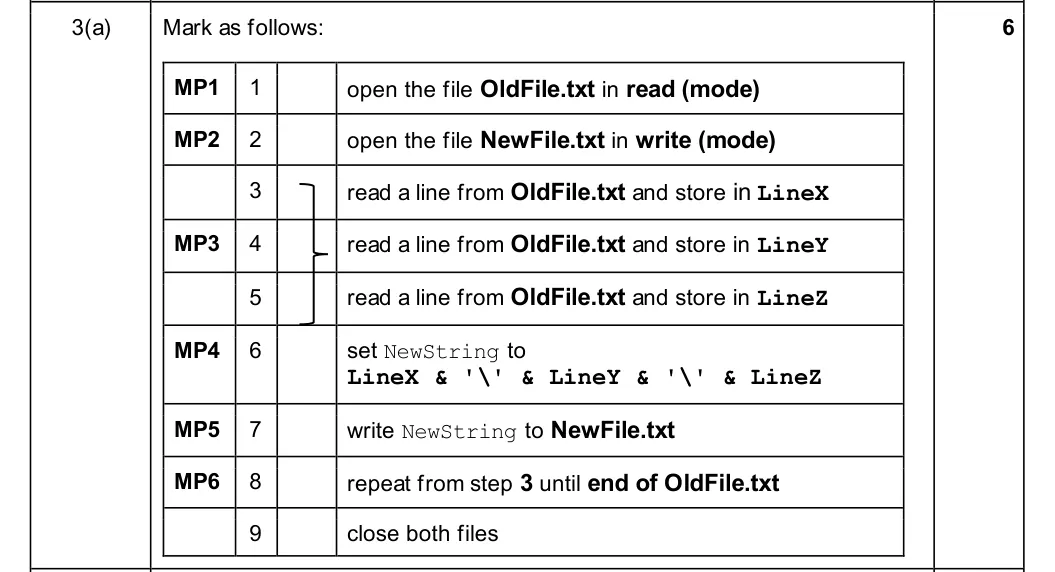 3(a) Mark as follows: 6
MP1 1 open the file OldFile.txt in read (mode)
MP2 2 open the file NewFile.txt in write (mode)
3 read a line from OldFile.txt and store in LineX
MP3 4 read a line from OldFile.txt and store in LineY
5 read a line from OldFile.txt and store in LineZ
MP4 6 set NewString to
LineX & '\' & LineY & '\' & LineZ
MP5 7 write NewString to NewFile.txt
MP6 8 repeat from step 3 until end of OldFile.txt
9 close both files